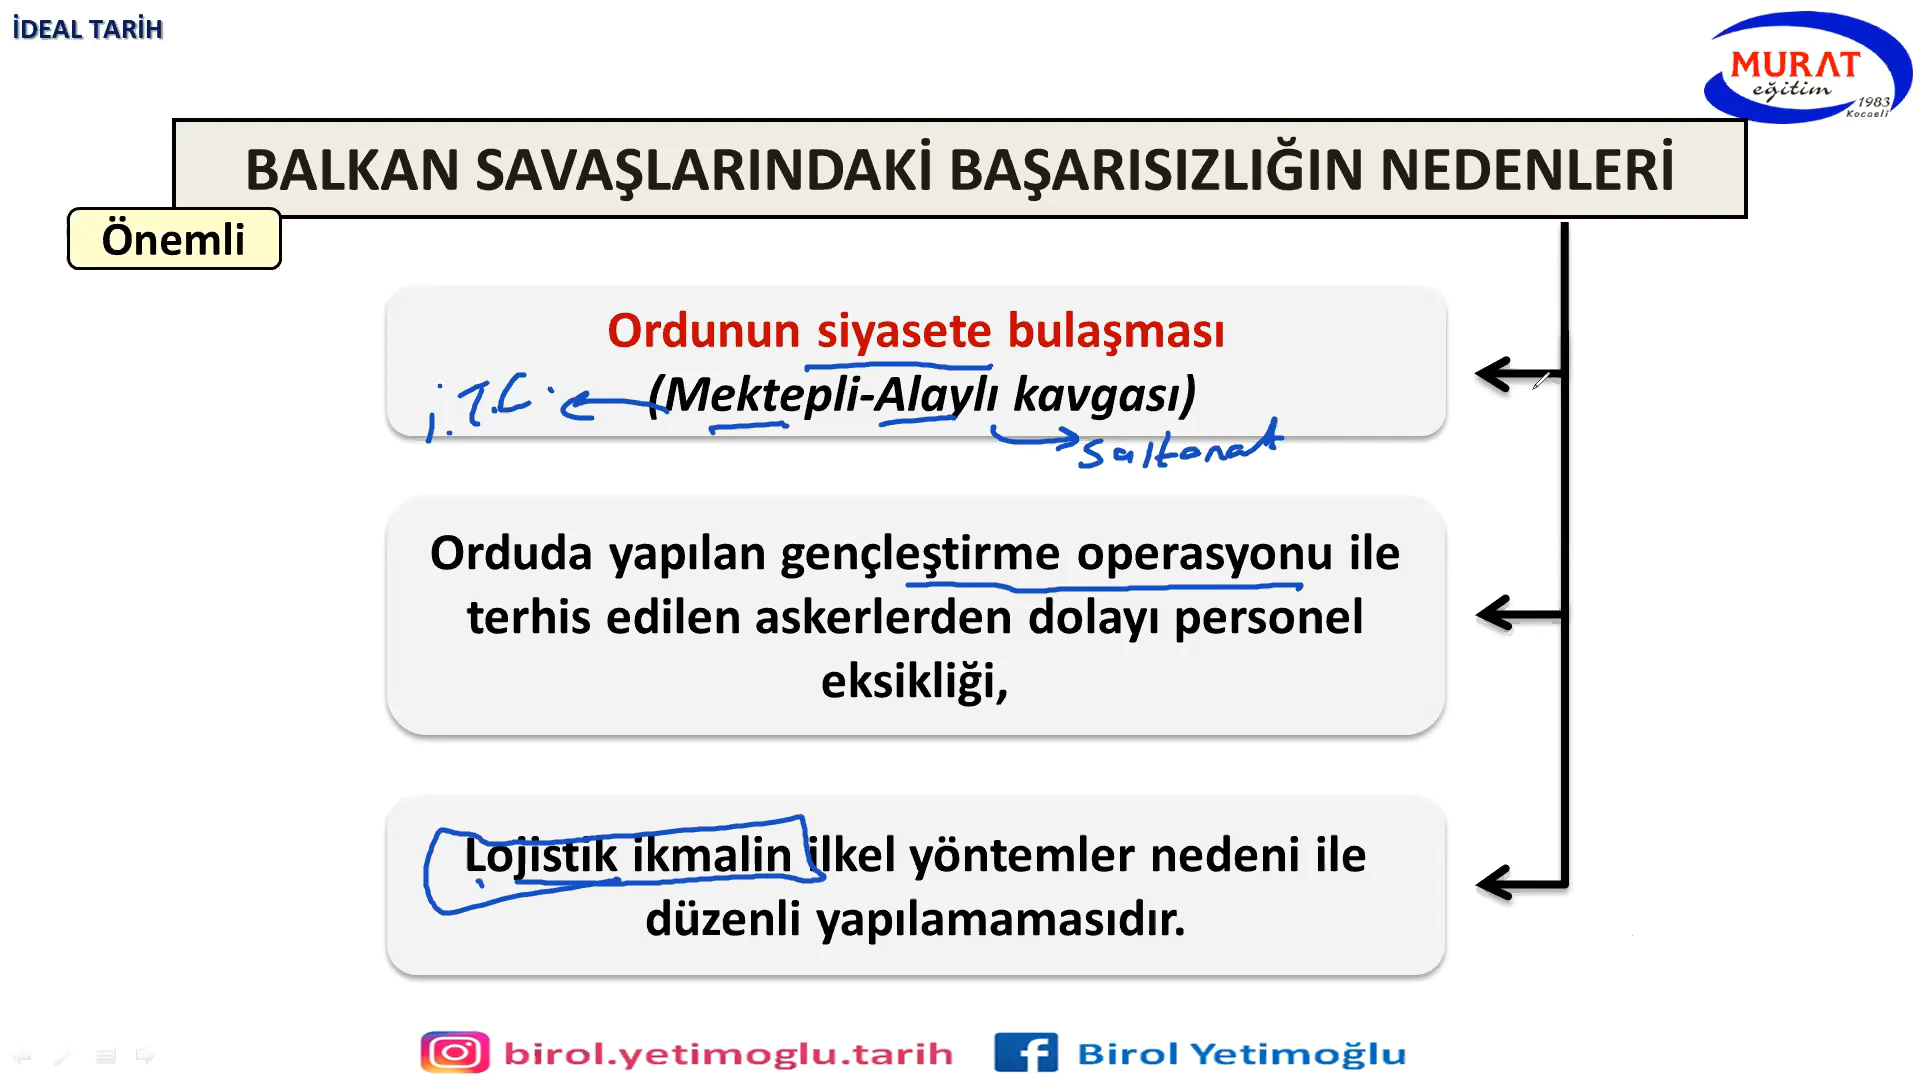 İDEAL TARİH
MURAT
eğitim
1983
Kocaeli
BALKAN SAVAŞLARINDAKİ BAŞARISIZLIĞIN NEDENLERİ
Önemli
Ordunun siyasete bulaşması
(Mektepli-Alaylı kavgası)
i.T.C.
Saltanat
Orduda yapılan gençleştirme operasyonu ile
terhis edilen askerlerden dolayı personel
eksikliği,
Lojistik ikmalin ilkel yöntemler nedeni ile
düzenli yapılamamasıdır.
birol.yetimoglu.tarih
Birol Yetimoğlu